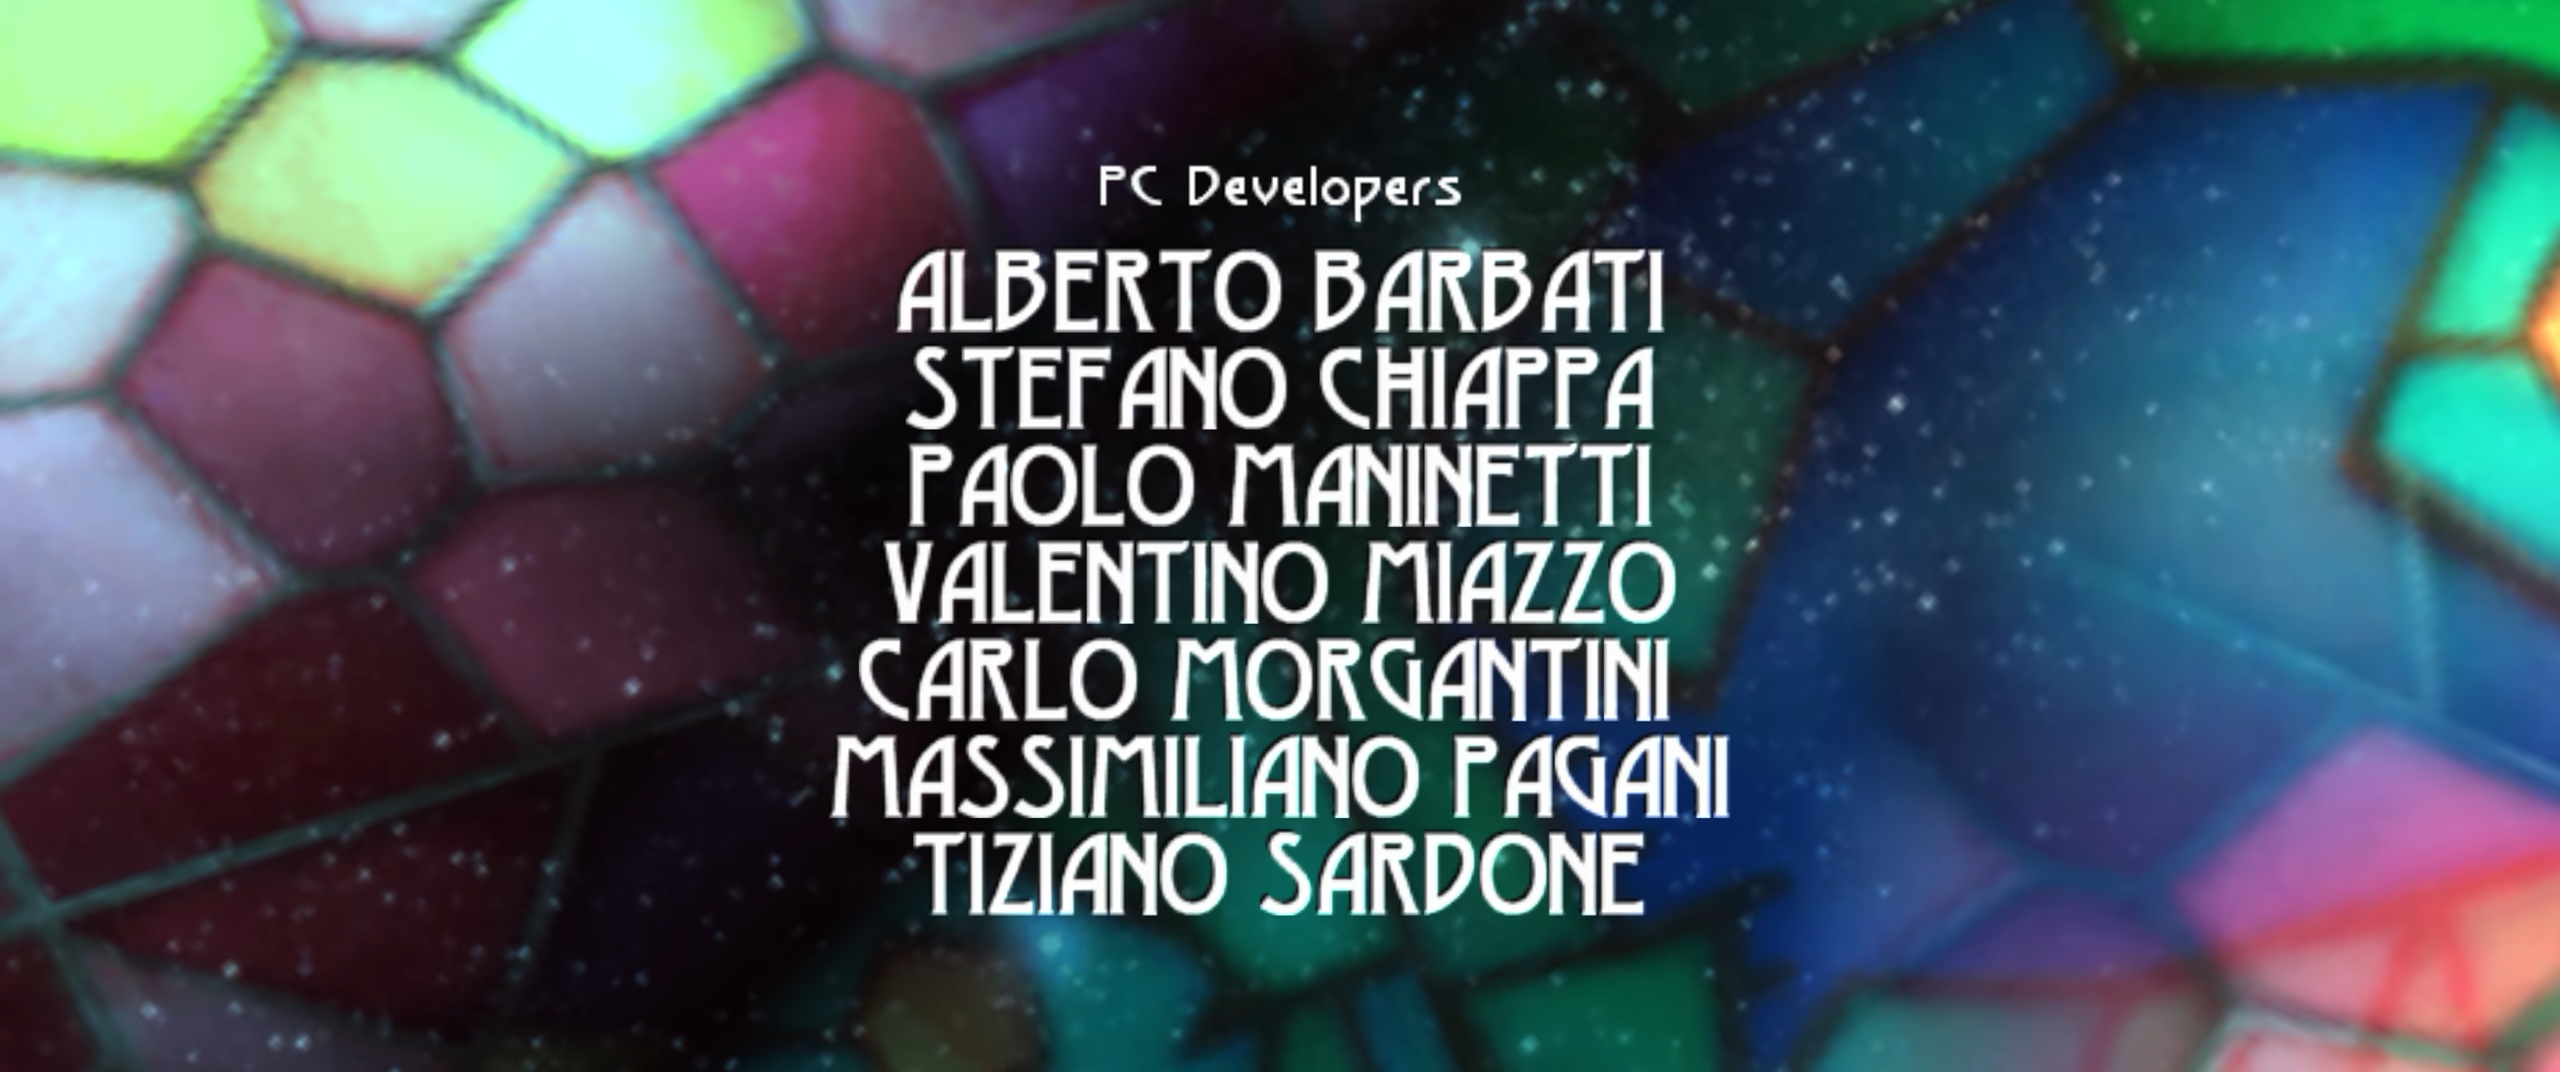 PC Developers
ALBERTO BARBATI
STEFANO CHIAPPA
PAOLO MANINETTI
VALENTINO MIAZZO
CARLO MORGANTINI
MASSIMILIANO PAGANI
TIZIANO SARDONE